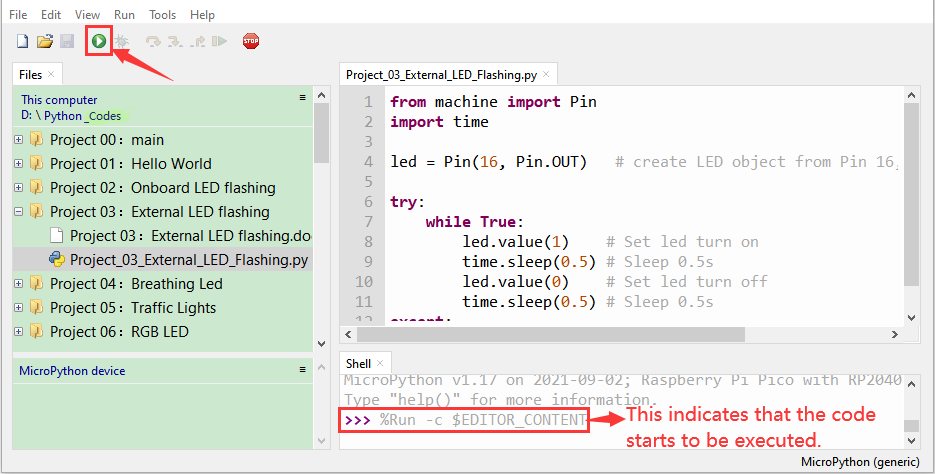 File Edit View Run Tools Help
STOP
Files ×
This computer
D: \ Python _Codes
Project 00：main
Project 01：Hello World
Project 02：Onboard LED flashing
Project 03：External LED flashing
Project 03：External LED flashing.do
Project_03_External_LED_Flashing.py
Project 04：Breathing Led
Project 05：Traffic Lights
Project 06：RGB LED
MicroPython device
Project_03_External_LED_Flashing.py ×
1 from machine import Pin
2 import time
3
4 led = Pin(16, Pin.OUT)   # create LED object from Pin 16,
5
6 try:
7     while True:
8         led.value(1)    # Set led turn on
9         time.sleep(0.5) # Sleep 0.5s
10         led.value(0)    # Set led turn off
11         time.sleep(0.5) # Sleep 0.5s
12 except:
Shell ×
MicroPython v1.17 on 2021-09-02; Raspberry Pi Pico with RP2040
Type "help()" for more information.
>>> %Run -c $EDITOR_CONTENT
This indicates that the code
starts to be executed.
MicroPython (generic)